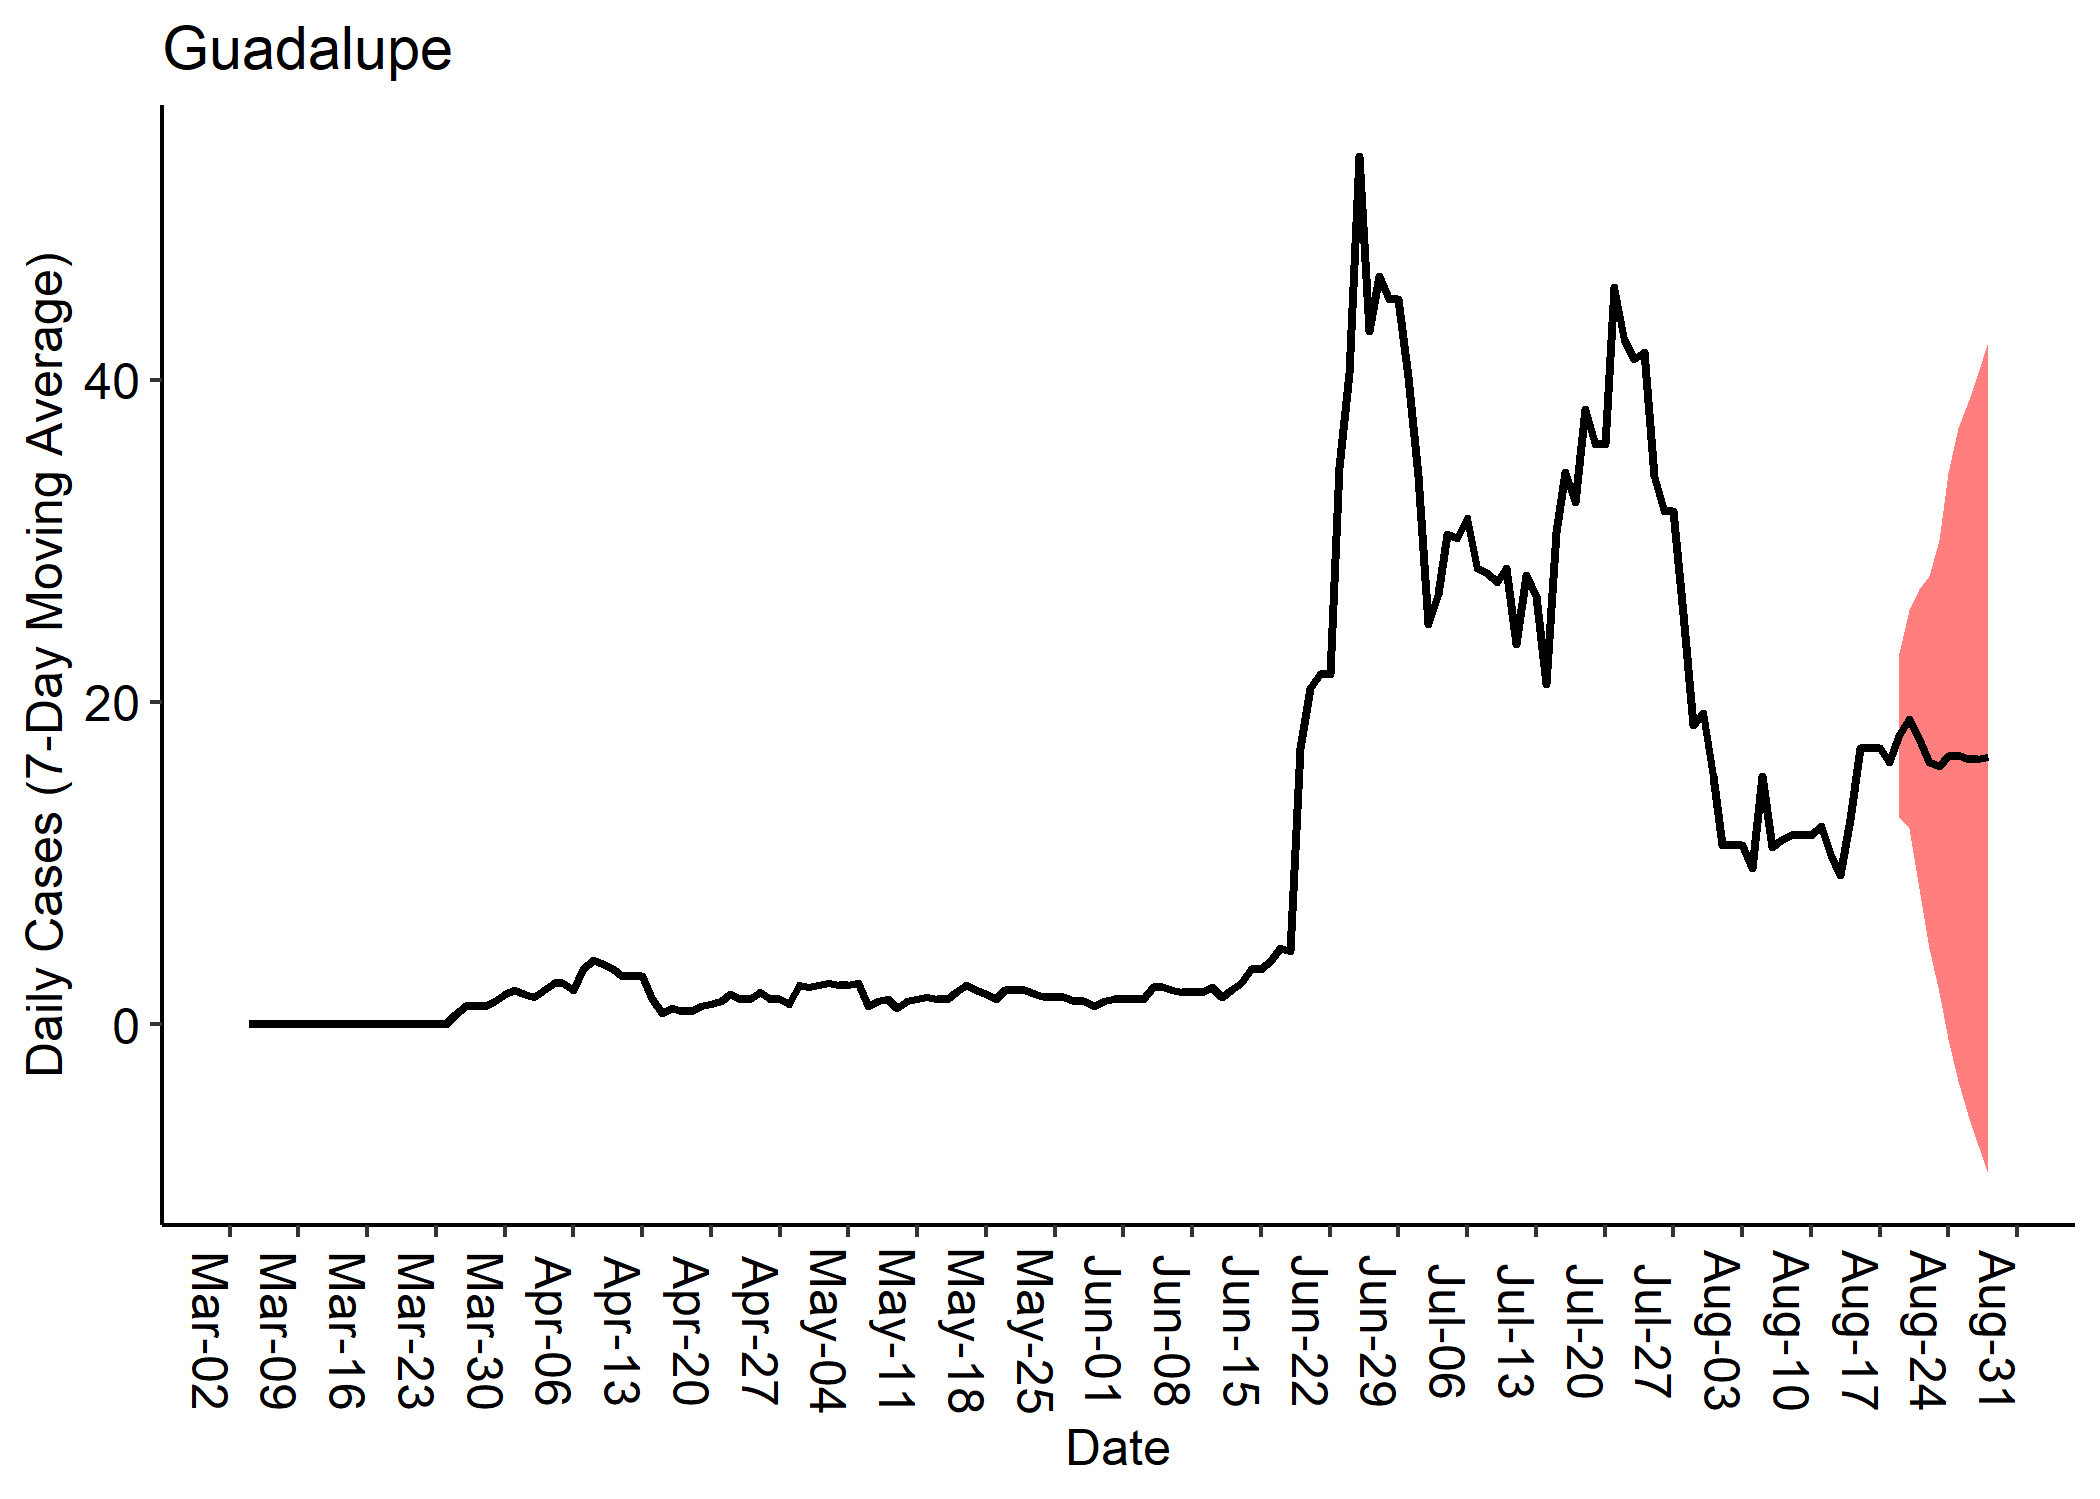 Guadalupe
Daily Cases (7-Day Moving Average)
40
20
0
Mar-02
Mar-09
Mar-16
Mar-23
Mar-30
Apr-06
Apr-13
Apr-20
Apr-27
May-04
May-11
May-18
May-25
Jun-01
Jun-08
Jun-15
Jun-22
Jun-29
Jul-06
Jul-13
Jul-20
Jul-27
Aug-03
Aug-10
Aug-17
Aug-24
Aug-31
Date